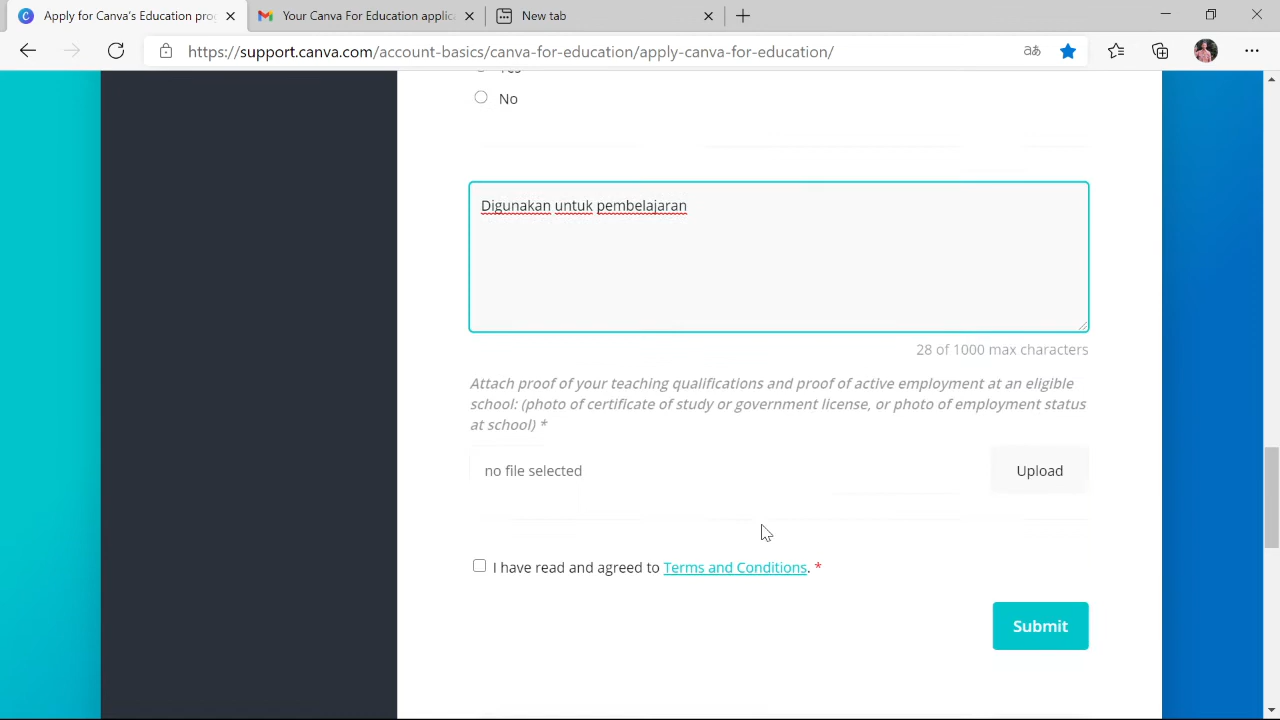 Apply for Canva's Education pro
Your Canva For Education applic
New tab
https://support.canva.com/account-basics/canva-for-education/apply-canva-for-education/
No
Digunakan untuk pembelajaran
28 of 1000 max characters
Attach proof of your teaching qualifications and proof of active employment at an eligible
school: (photo of certificate of study or government license, or photo of employment status
at school) *
no file selected
Upload
I have read and agreed to Terms and Conditions. *
Submit